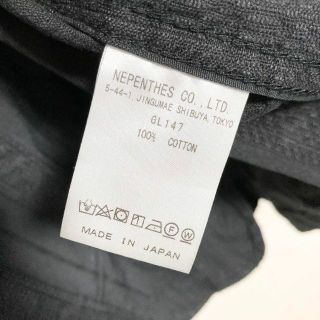 NEPENTHES CO.,LTD.
5-44-1 JINGUMAE SHIBUYA TOKYO
GL147
100% COTTON
MADE IN JAPAN